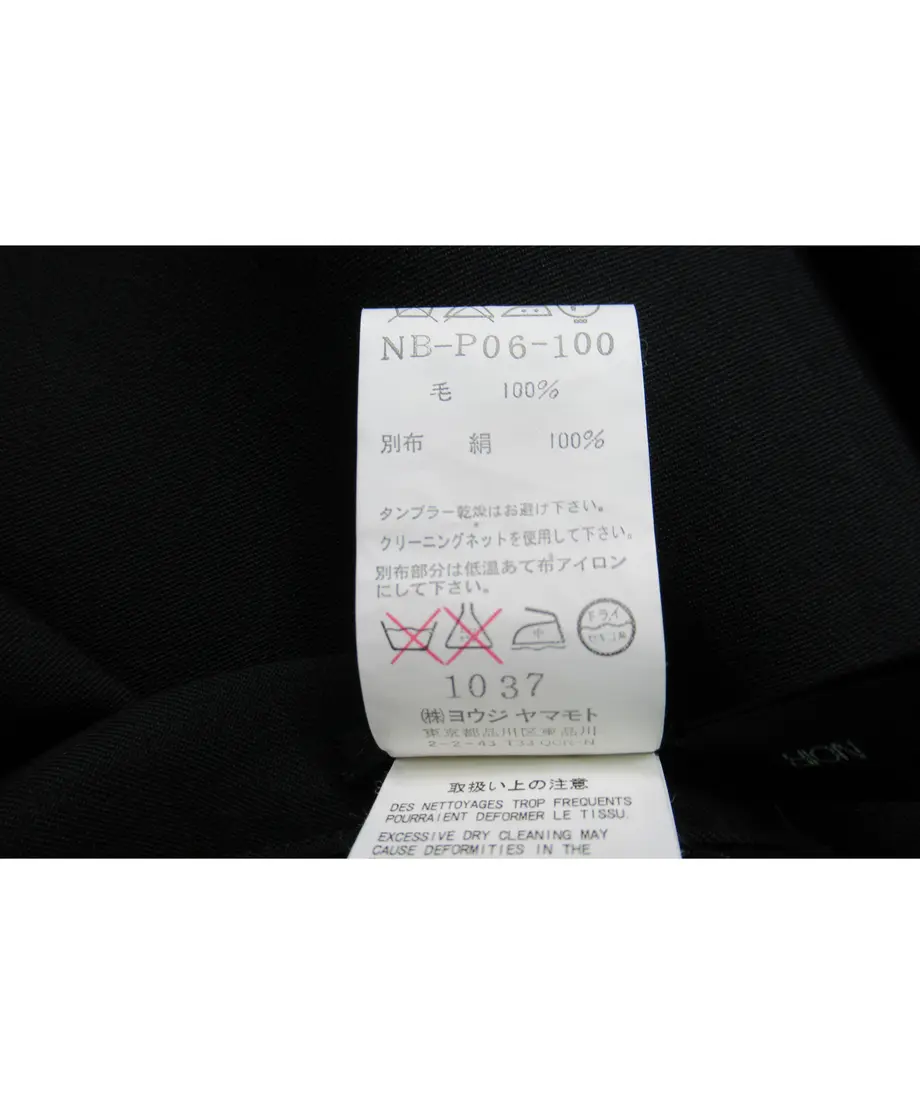 NB-P06-100
毛 100%
別布 絹 100%
タンブラー乾燥はお避け下さい。
クリーニングネットを使用して下さい。
別布部分は低温あて布アイロン
にして下さい。
中 ドライ
セキユ系
1037
㈱ヨウジ ヤマモト
東京都品川区東品川
2-2-43
取扱い上の注意
DES NETTOYAGES TROP FREQUENTS
POURRAIENT DEFORMER LE TISSU.
EXCESSIVE DRY CLEANING MAY
CAUSE DEFORMITIES IN THE